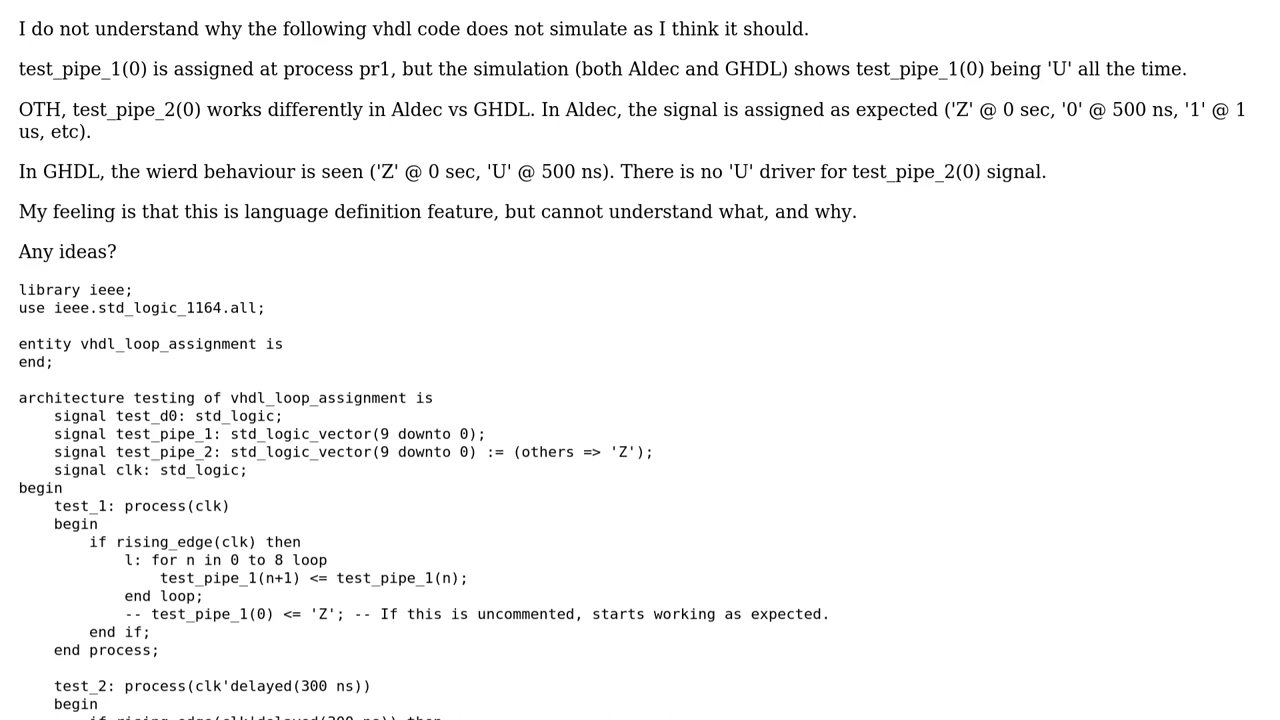 I do not understand why the following vhdl code does not simulate as I think it should.
test_pipe_1(0) is assigned at process pr1, but the simulation (both Aldec and GHDL) shows test_pipe_1(0) being 'U' all the time.
OTH, test_pipe_2(0) works differently in Aldec vs GHDL. In Aldec, the signal is assigned as expected ('Z' @ 0 sec, '0' @ 500 ns, '1' @ 1
us, etc).
In GHDL, the wierd behaviour is seen ('Z' @ 0 sec, 'U' @ 500 ns). There is no 'U' driver for test_pipe_2(0) signal.
My feeling is that this is language definition feature, but cannot understand what, and why.
Any ideas?
library ieee;
use ieee.std_logic_1164.all;
entity vhdl_loop_assignment is
end;
architecture testing of vhdl_loop_assignment is
    signal test_d0: std_logic;
    signal test_pipe_1: std_logic_vector(9 downto 0);
    signal test_pipe_2: std_logic_vector(9 downto 0) := (others => 'Z');
    signal clk: std_logic;
begin
    test_1: process(clk)
    begin
        if rising_edge(clk) then
            l: for n in 0 to 8 loop
                test_pipe_1(n+1) <= test_pipe_1(n);
            end loop;
            -- test_pipe_1(0) <= 'Z'; -- If this is uncommented, starts working as expected.
        end if;
    end process;
    test_2: process(clk'delayed(300 ns))
    begin
        if rising_edge(clk'delayed(300 ns)) then